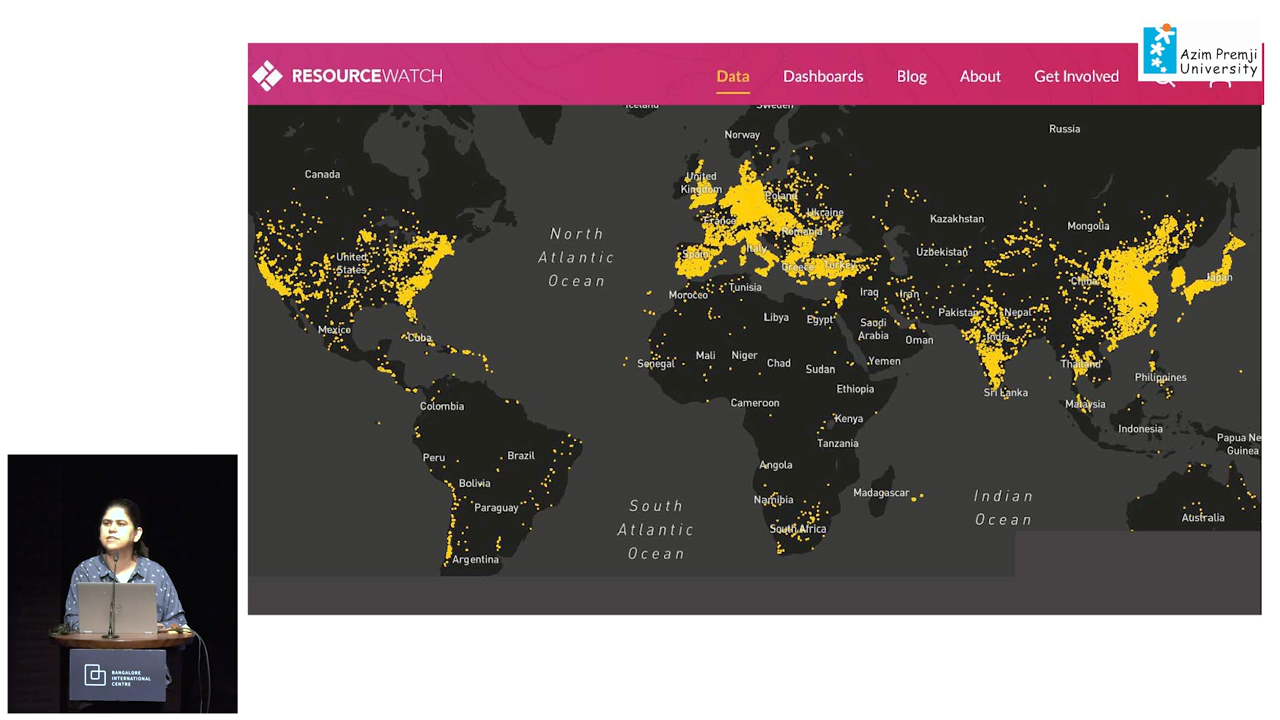 Azim Premji
University
RESOURCEWATCH
Data
Dashboards
Blog
About
Get Involved
Iceland
Sweden
Norway
Russia
Canada
United
Kingdom
Poland
Ukraine
France
Romania
Kazakhstan
Mongolia
North
Atlantic
Ocean
Uzbekistan
United
States
Spain
Italy
Greece
Turkey
China
Japan
Morocco
Tunisia
Iraq
Iran
Pakistan
Nepal
Mexico
Cuba
Libya
Egypt
Saudi
Arabia
Oman
India
Senegal
Mali
Niger
Chad
Sudan
Yemen
Thailand
Philippines
Ethiopia
Sri Lanka
Colombia
Cameroon
Malaysia
Kenya
Indonesia
Tanzania
Papua Ne
Guinea
Peru
Brazil
Angola
Bolivia
Paraguay
Namibia
Madagascar
South
Atlantic
Ocean
Indian
Ocean
South Africa
Australia
Argentina
BANGALORE
INTERNATIONAL
CENTRE